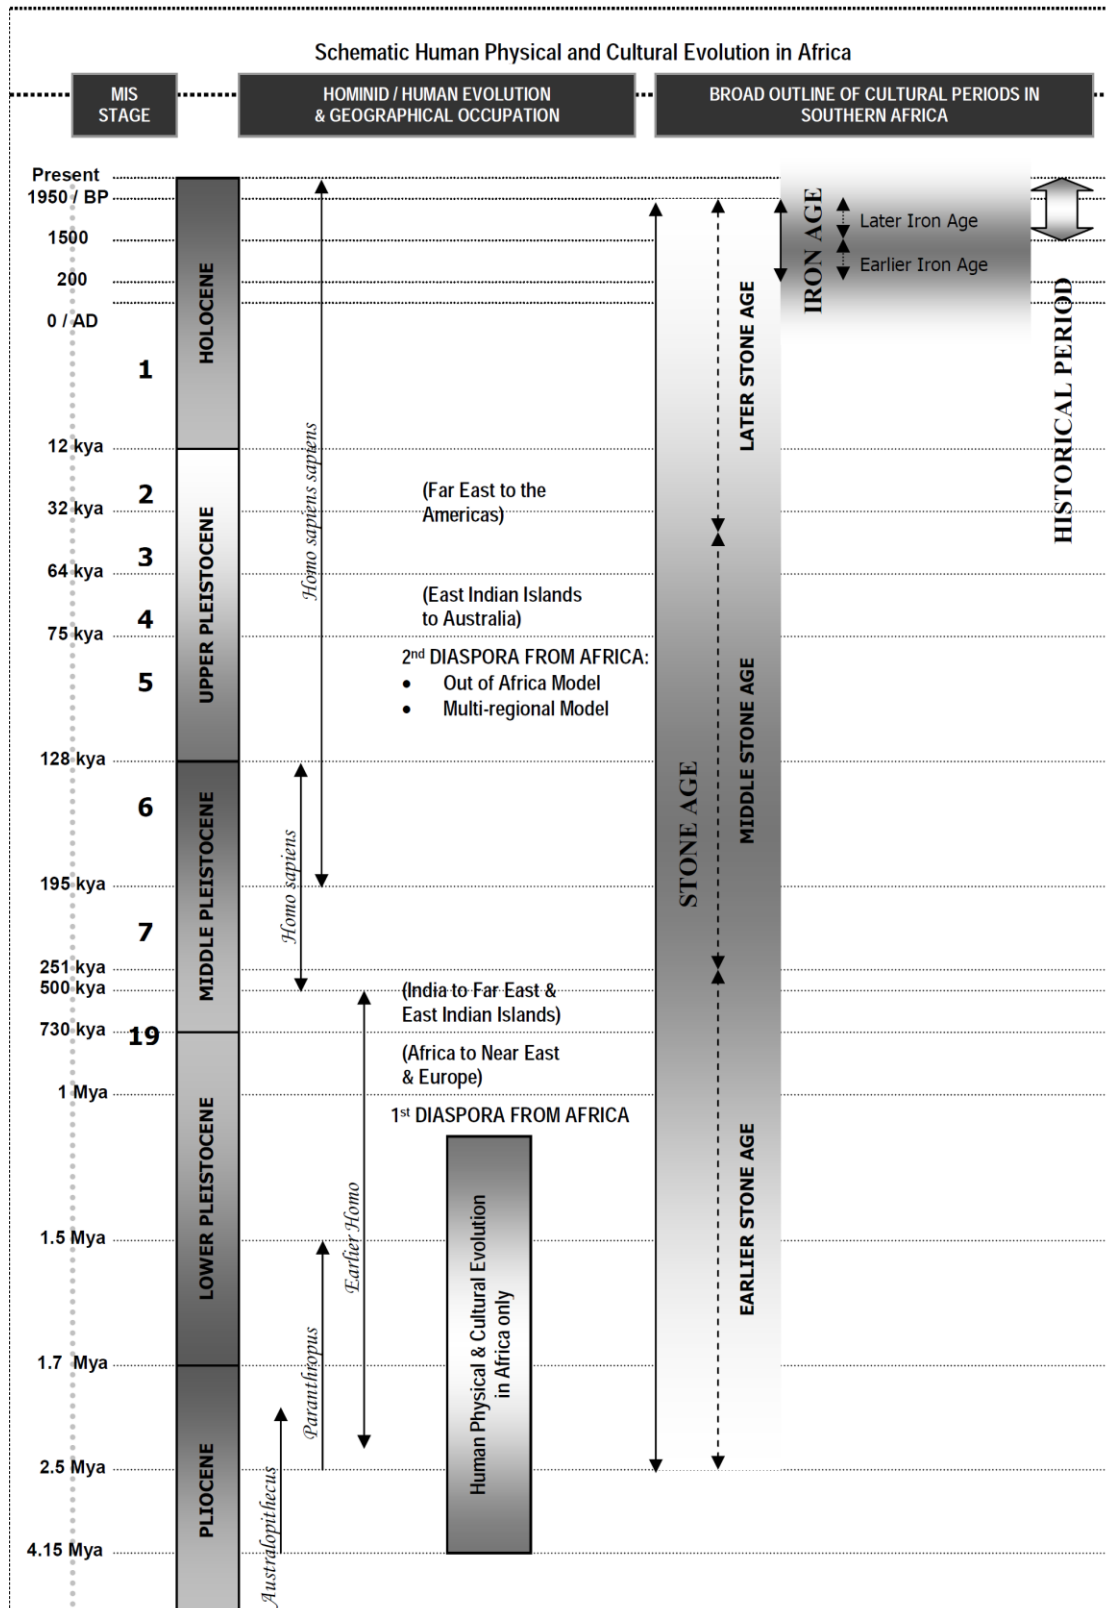 Schematic Human Physical and Cultural Evolution in Africa
MIS
STAGE
HOMINID / HUMAN EVOLUTION
& GEOGRAPHICAL OCCUPATION
BROAD OUTLINE OF CULTURAL PERIODS IN
SOUTHERN AFRICA
Present
1950 / BP
1500
200
0 / AD
12 kya
32 kya
64 kya
75 kya
128 kya
195 kya
251 kya
500 kya
730 kya
1 Mya
1.5 Mya
1.7 Mya
2.5 Mya
4.15 Mya
1
2
3
4
5
6
7
19
HOLOCENE
UPPER PLEISTOCENE
MIDDLE PLEISTOCENE
LOWER PLEISTOCENE
PLIOCENE
Homo sapiens sapiens
Homo sapiens
Earlier Homo
Paranthropus
Australopithecus
(Far East to the
Americas)
(East Indian Islands
to Australia)
2nd DIASPORA FROM AFRICA:
• Out of Africa Model
• Multi-regional Model
(India to Far East &
East Indian Islands)
(Africa to Near East
& Europe)
1st DIASPORA FROM AFRICA
Human Physical & Cultural Evolution
in Africa only
STONE AGE
LATER STONE AGE
MIDDLE STONE AGE
EARLIER STONE AGE
IRON AGE
Later Iron Age
Earlier Iron Age
HISTORICAL PERIOD